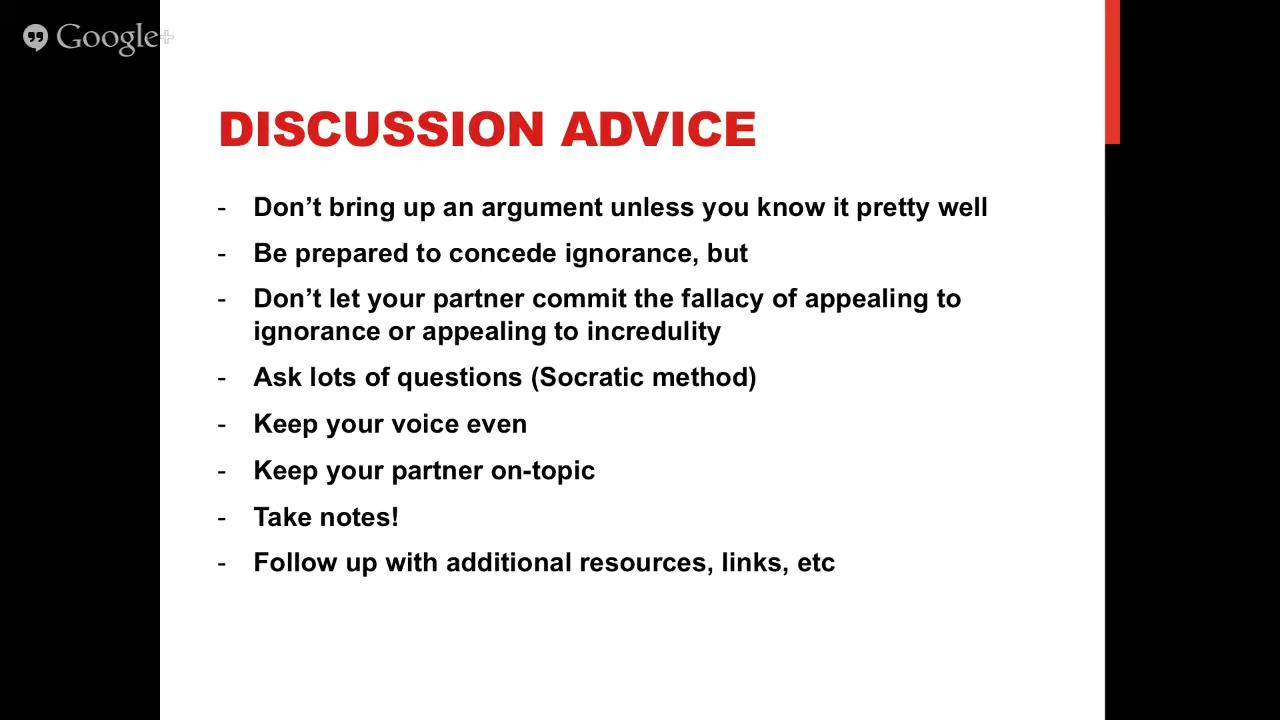 Google+
DISCUSSION ADVICE
- Don’t bring up an argument unless you know it pretty well
- Be prepared to concede ignorance, but
- Don’t let your partner commit the fallacy of appealing to
ignorance or appealing to incredulity
- Ask lots of questions (Socratic method)
- Keep your voice even
- Keep your partner on-topic
- Take notes!
- Follow up with additional resources, links, etc